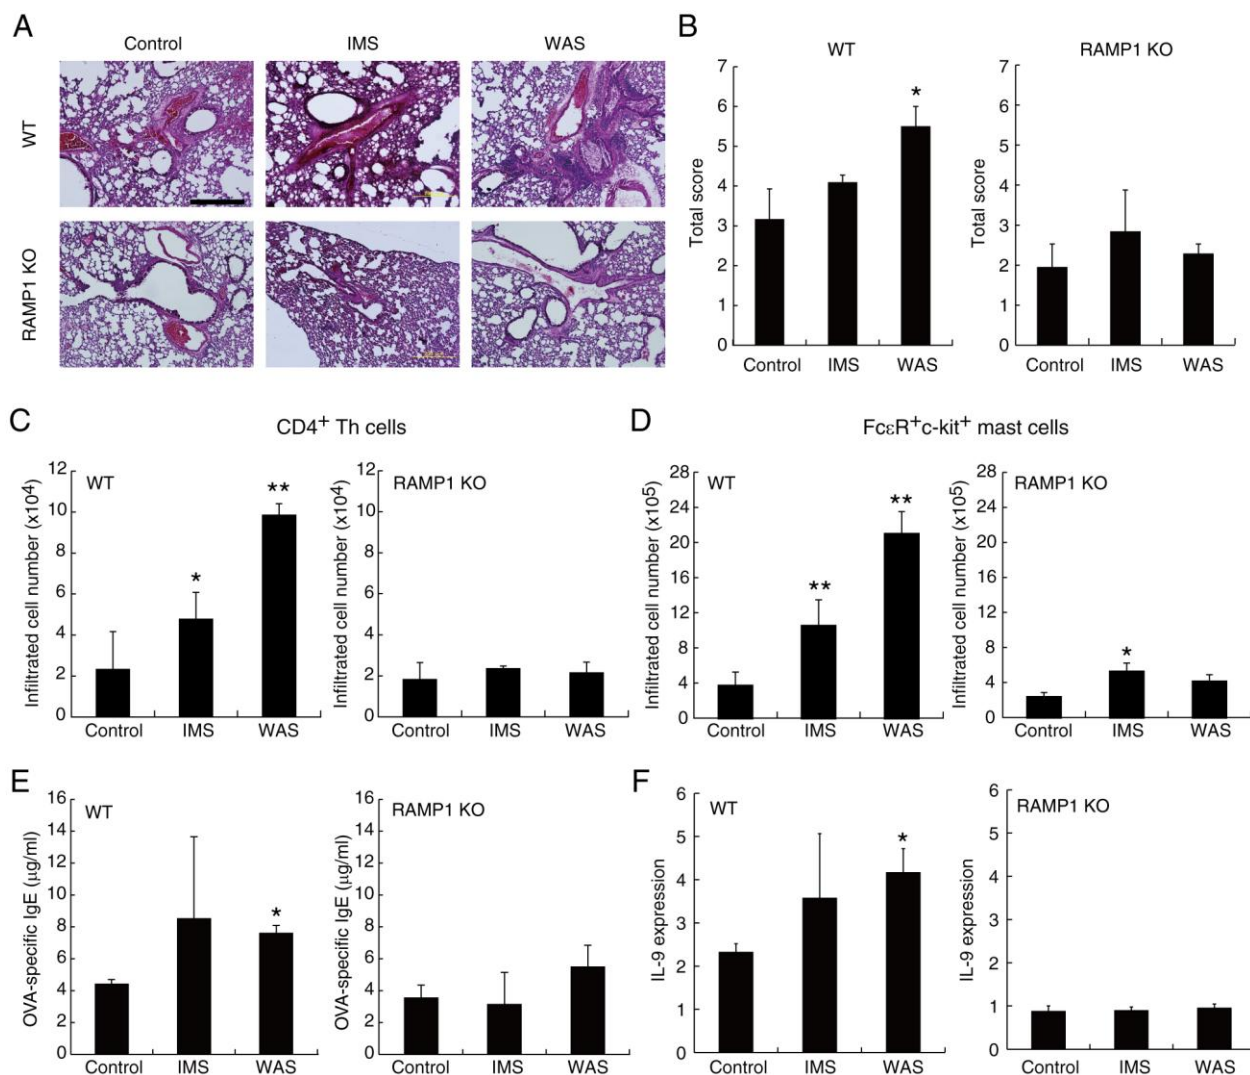 A
Control IMS WAS
WT
RAMP1 KO
B
WT RAMP1 KO
Total score
7
6
5
4
3
2
1
0
*
Control IMS WAS
Total score
7
6
5
4
3
2
1
0
Control IMS WAS
C
CD4+ Th cells
WT
Infiltrated cell number (x104)
12
10
8
6
4
2
0
* **
Control IMS WAS
RAMP1 KO
Infiltrated cell number (x104)
12
10
8
6
4
2
0
Control IMS WAS
D
FcεR+c-kit+ mast cells
WT
Infiltrated cell number (x105)
28
24
20
16
12
8
4
0
** **
Control IMS WAS
RAMP1 KO
Infiltrated cell number (x105)
28
24
20
16
12
8
4
0
*
Control IMS WAS
E
WT
OVA-specific IgE (μg/ml)
16
14
12
10
8
6
4
2
0
*
Control IMS WAS
RAMP1 KO
OVA-specific IgE (μg/ml)
16
14
12
10
8
6
4
2
0
Control IMS WAS
F
WT
IL-9 expression
6
5
4
3
2
1
0
*
Control IMS WAS
RAMP1 KO
IL-9 expression
6
5
4
3
2
1
0
Control IMS WAS